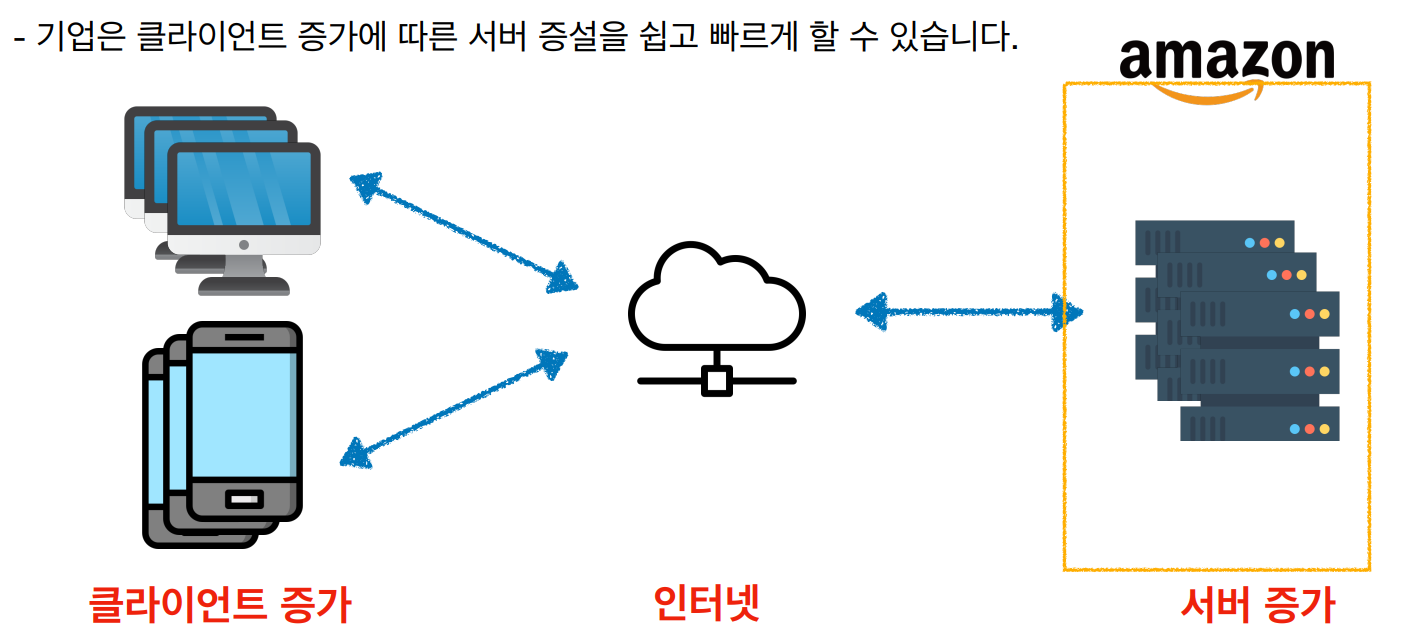 - 기업은 클라이언트 증가에 따른 서버 증설을 쉽고 빠르게 할 수 있습니다.
amazon
클라이언트 증가
인터넷
서버 증가